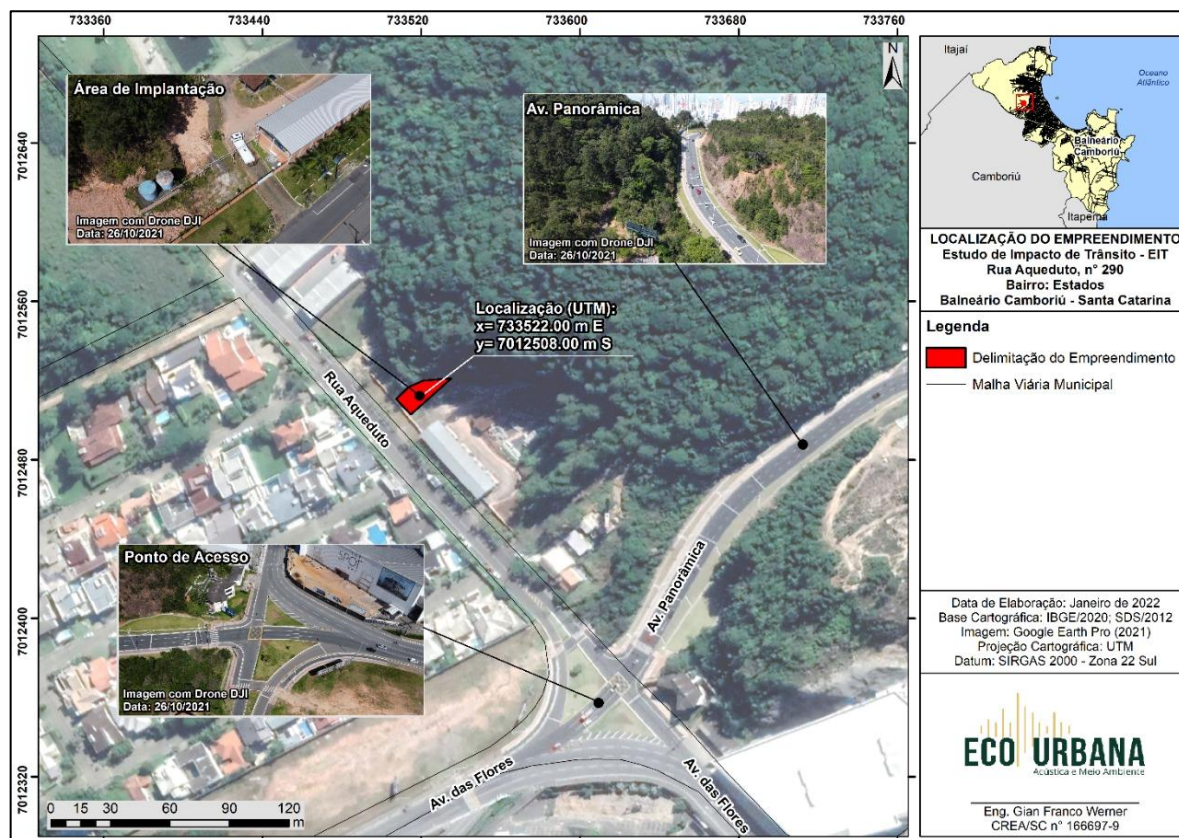 733360
733440
733520
733600
733680
733760
7012640
7012560
7012480
7012400
7012320
Área de Implantação
Imagem com Drone DJI
Data: 26/10/2021
Av. Panorâmica
Imagem com Drone DJI
Data: 26/10/2021
N
Localização (UTM):
x= 733522.00 m E
y= 7012508.00 m S
Rua Aqueduto
Av. Panorâmica
Ponto de Acesso
SPOT
Imagem com Drone DJI
Data: 26/10/2021
Av. das Flores
Av. das Flores
0 15 30 60 90 120
m
Itajaí
Oceano
Atlântico
Balneário
Camboriú
Camboriú
Itapema
LOCALIZAÇÃO DO EMPREENDIMENTO
Estudo de Impacto de Trânsito - EIT
Rua Aqueduto, n° 290
Bairro: Estados
Balneário Camboriú - Santa Catarina
Legenda
Delimitação do Empreendimento
Malha Viária Municipal
Data de Elaboração: Janeiro de 2022
Base Cartográfica: IBGE/2020; SDS/2012
Imagem: Google Earth Pro (2021)
Projeção Cartográfica: UTM
Datum: SIRGAS 2000 - Zona 22 Sul
ECO URBANA
Acústica e Meio Ambiente
Eng. Gian Franco Werner
CREA/SC n° 166697-9